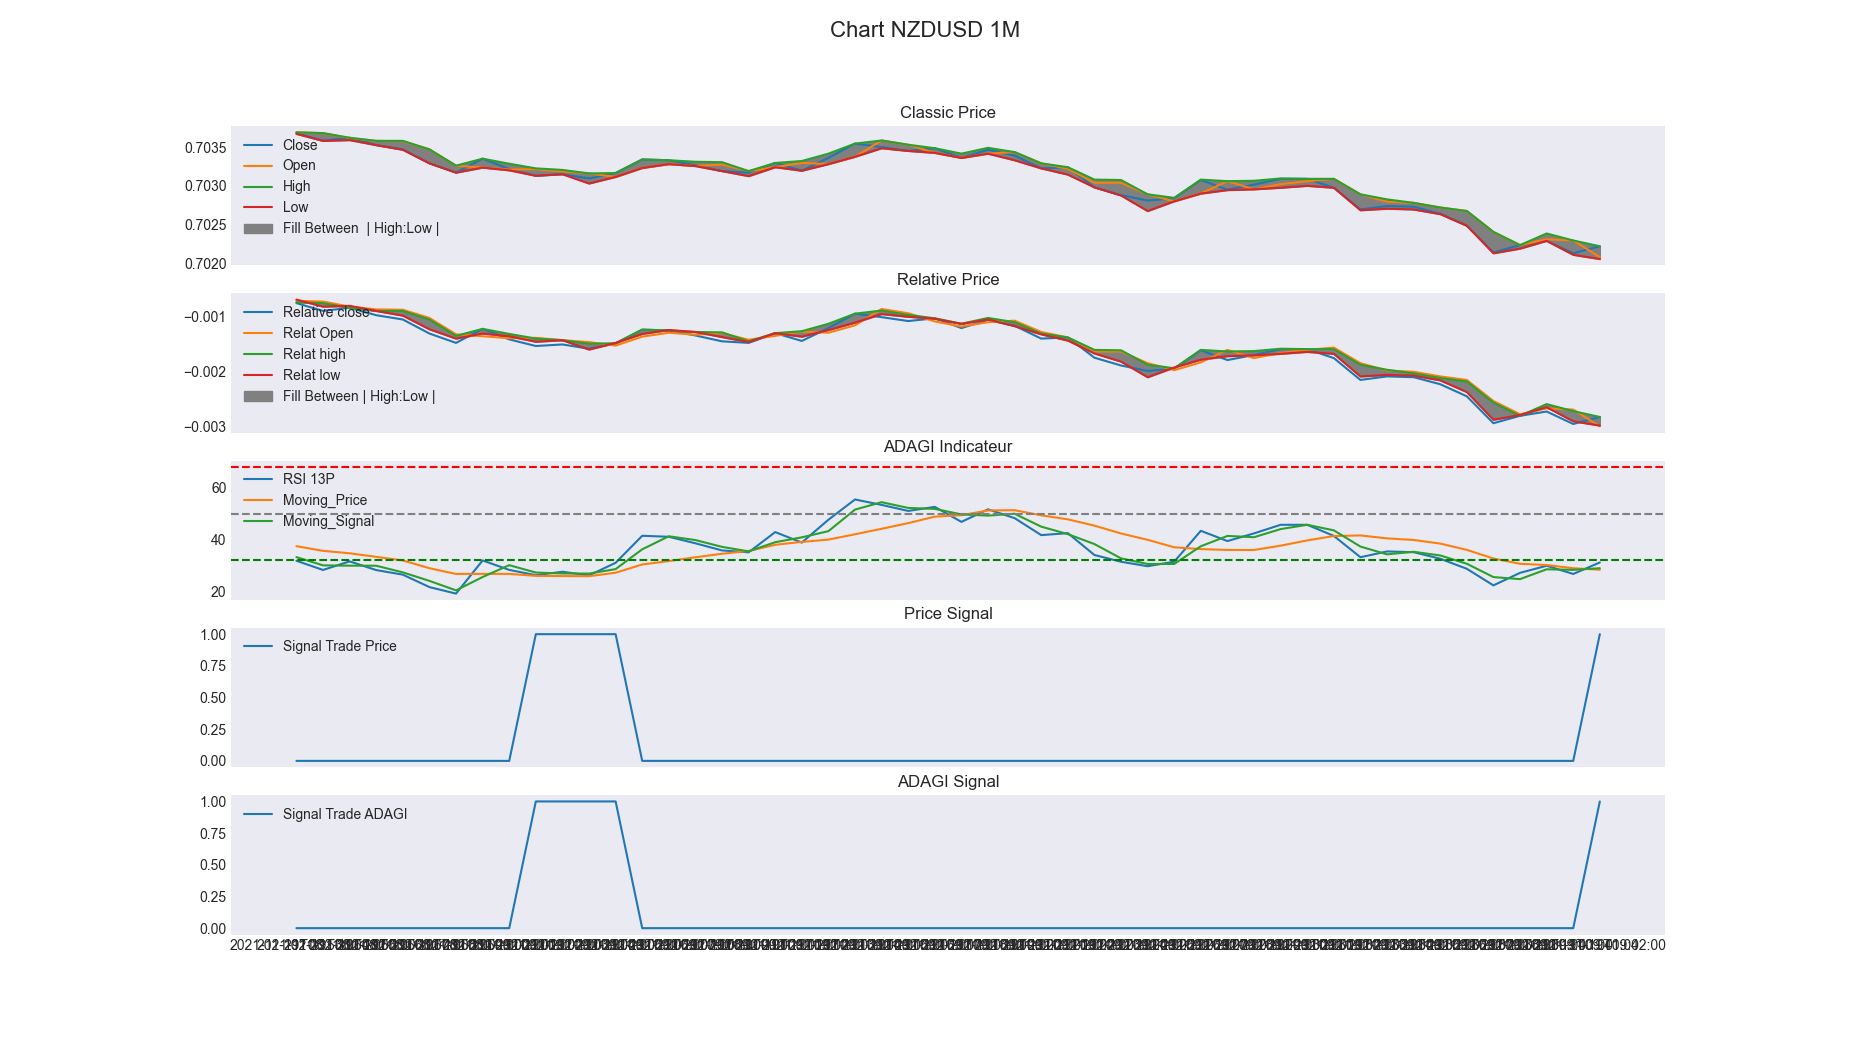 Chart NZDUSD 1M
Classic Price
0.7035
0.7030
0.7025
0.7020
Close
Open
High
Low
Fill Between | High:Low |
Relative Price
−0.001
−0.002
−0.003
Relative close
Relat Open
Relat high
Relat low
Fill Between | High:Low |
ADAGI Indicateur
60
40
20
RSI 13P
Moving_Price
Moving_Signal
Price Signal
1.00
0.75
0.50
0.25
0.00
Signal Trade Price
ADAGI Signal
1.00
0.75
0.50
0.25
0.00
Signal Trade ADAGI